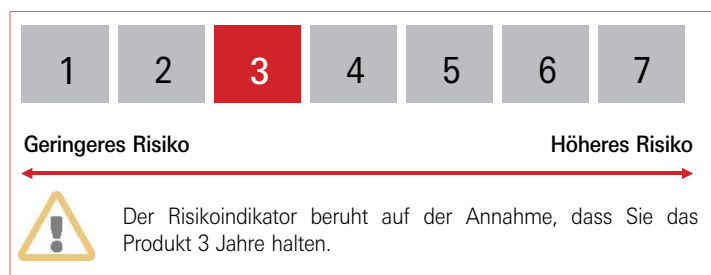 1 2 3 4 5 6 7
Geringeres Risiko Höheres Risiko
Der Risikoindikator beruht auf der Annahme, dass Sie das
Produkt 3 Jahre halten.